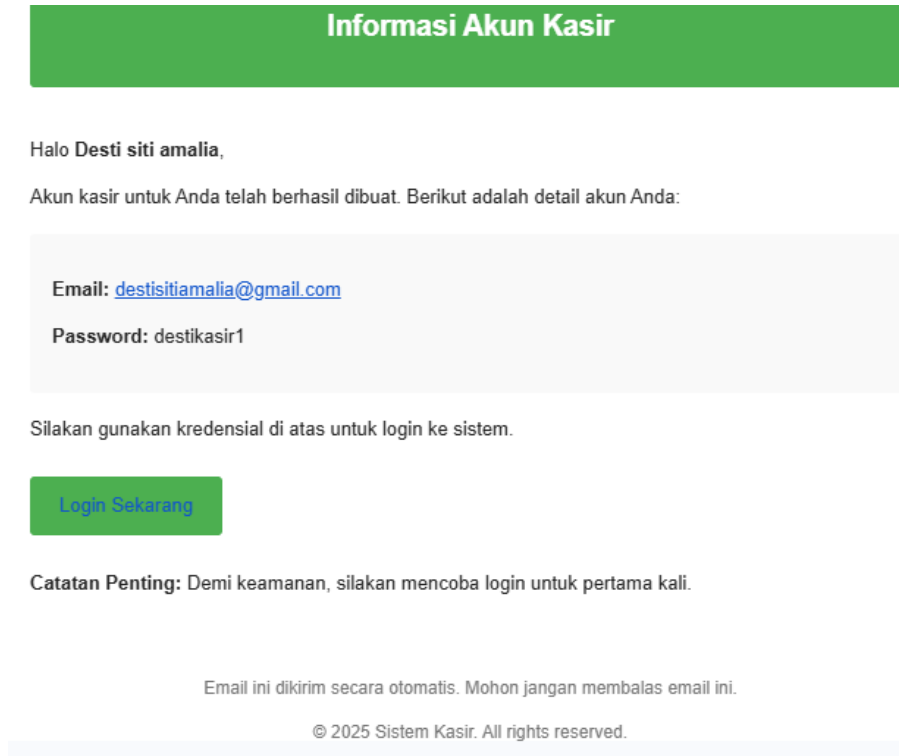 Informasi Akun Kasir
Halo Desti siti amalia,
Akun kasir untuk Anda telah berhasil dibuat. Berikut adalah detail akun Anda:
Email: destisitiamalia@gmail.com
Password: destikasir1
Silakan gunakan kredensial di atas untuk login ke sistem.
Login Sekarang
Catatan Penting: Demi keamanan, silakan mencoba login untuk pertama kali.
Email ini dikirim secara otomatis. Mohon jangan membalas email ini.
© 2025 Sistem Kasir. All rights reserved.